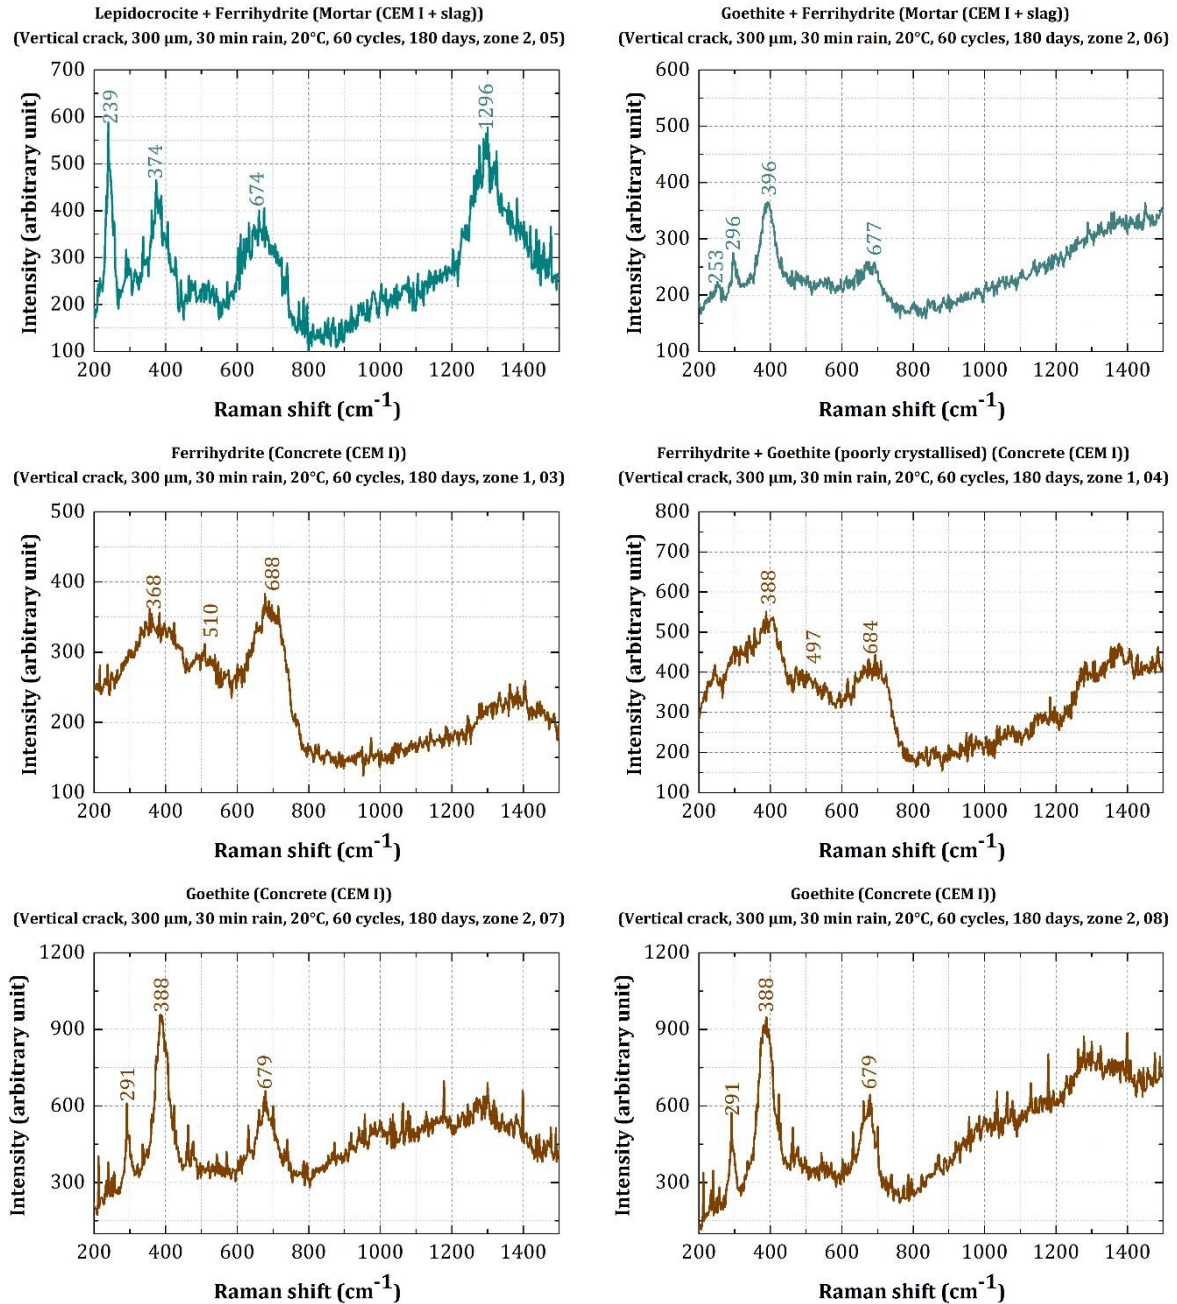 Lepidocrocite + Ferrihydrite (Mortar (CEM I + slag))
(Vertical crack, 300 µm, 30 min rain, 20°C, 60 cycles, 180 days, zone 2, 05)
700
600
500
400
300
200
100
Intensity (arbitrary unit)
239
374
674
1296
200 400 600 800 1000 1200 1400
Raman shift (cm⁻¹)
Goethite + Ferrihydrite (Mortar (CEM I + slag))
(Vertical crack, 300 µm, 30 min rain, 20°C, 60 cycles, 180 days, zone 2, 06)
600
500
400
300
200
100
Intensity (arbitrary unit)
253
296
396
677
200 400 600 800 1000 1200 1400
Raman shift (cm⁻¹)
Ferrihydrite (Concrete (CEM I))
(Vertical crack, 300 µm, 30 min rain, 20°C, 60 cycles, 180 days, zone 1, 03)
500
400
300
200
100
Intensity (arbitrary unit)
368
510
688
200 400 600 800 1000 1200 1400
Raman shift (cm⁻¹)
Ferrihydrite + Goethite (poorly crystallised) (Concrete (CEM I))
(Vertical crack, 300 µm, 30 min rain, 20°C, 60 cycles, 180 days, zone 1, 04)
800
700
600
500
400
300
200
100
Intensity (arbitrary unit)
388
497
684
200 400 600 800 1000 1200 1400
Raman shift (cm⁻¹)
Goethite (Concrete (CEM I))
(Vertical crack, 300 µm, 30 min rain, 20°C, 60 cycles, 180 days, zone 2, 07)
1200
900
600
300
Intensity (arbitrary unit)
291
388
679
200 400 600 800 1000 1200 1400
Raman shift (cm⁻¹)
Goethite (Concrete (CEM I))
(Vertical crack, 300 µm, 30 min rain, 20°C, 60 cycles, 180 days, zone 2, 08)
1200
900
600
300
Intensity (arbitrary unit)
291
388
679
200 400 600 800 1000 1200 1400
Raman shift (cm⁻¹)